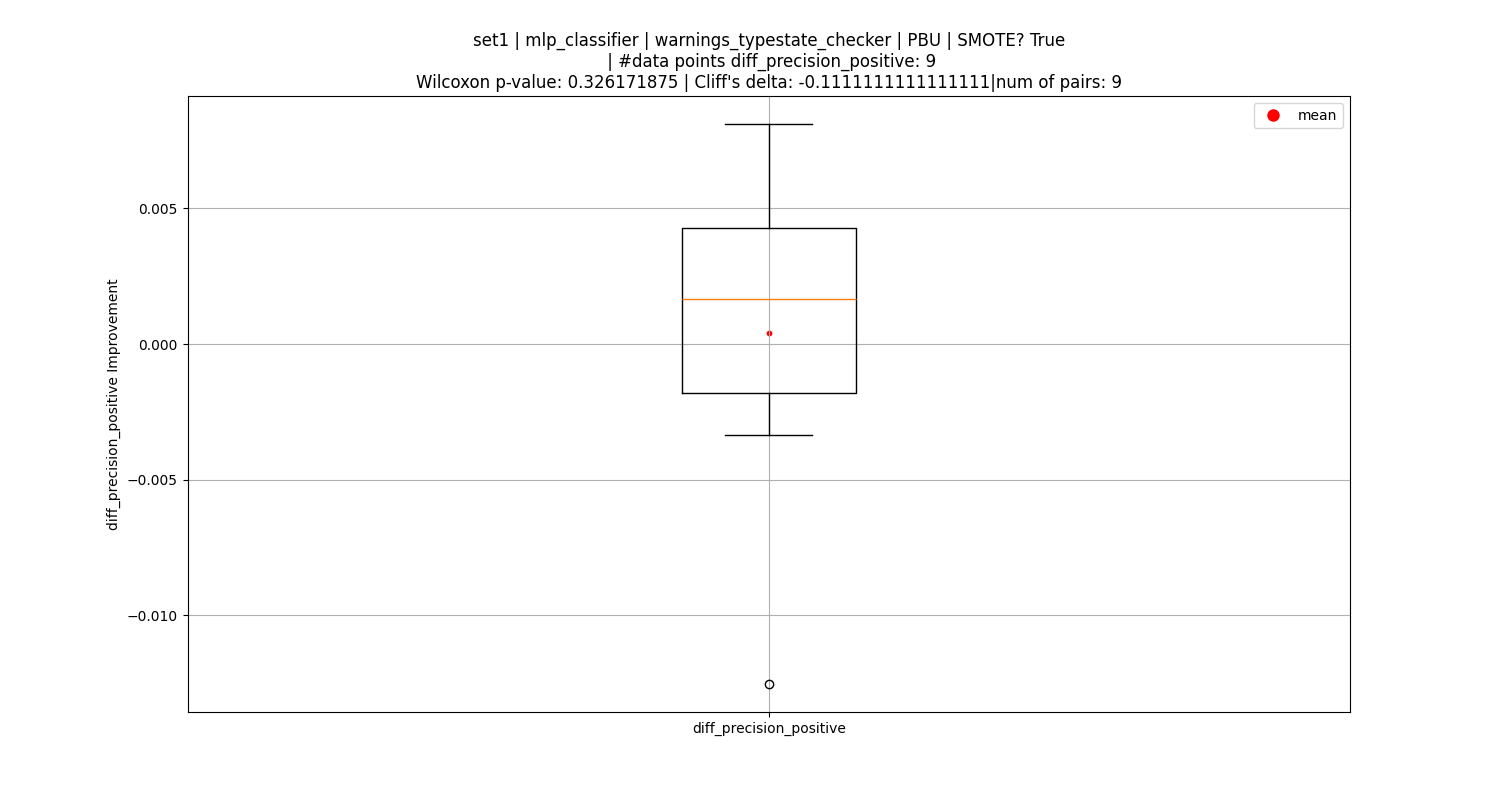 set1 | mlp_classifier | warnings_typestate_checker | PBU | SMOTE? True
| #data points diff_precision_positive: 9
Wilcoxon p-value: 0.326171875 | Cliff's delta: -0.1111111111111111|num of pairs: 9
mean
0.005
0.000
−0.005
−0.010
diff_precision_positive Improvement
diff_precision_positive